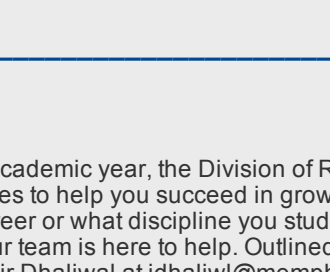 cademic year, the Division of R
es to help you succeed in grow
eer or what discipline you stud
ur team is here to help. Outlined
ir Dhaliwal at jdhaliwl@memph